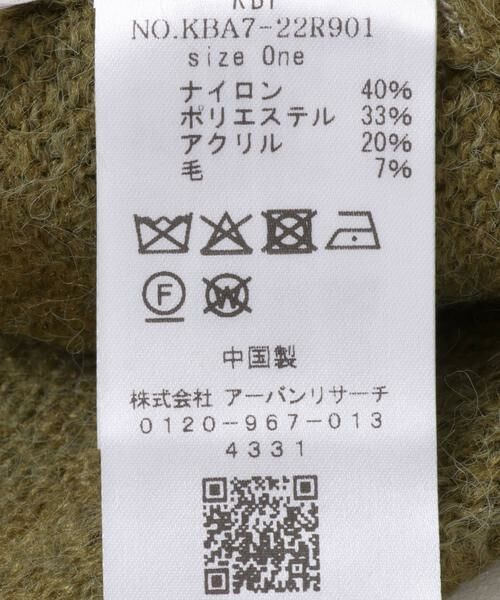 KBF
NO.KBA7-22R901
size One
ナイロン 40%
ポリエステル 33%
アクリル 20%
毛 7%
F
W
中国製
株式会社 アーバンリサーチ
0120-967-013
4331